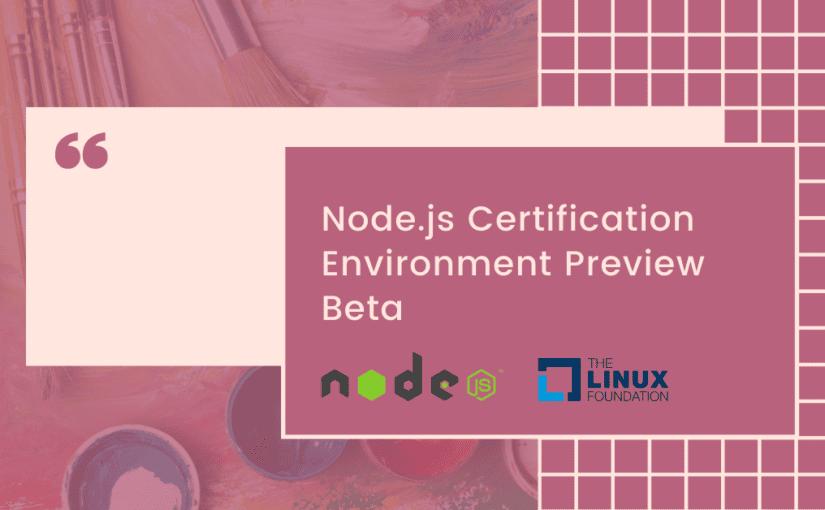 “
Node.js Certification
Environment Preview
Beta
node
JS
THE
LINUX
FOUNDATION